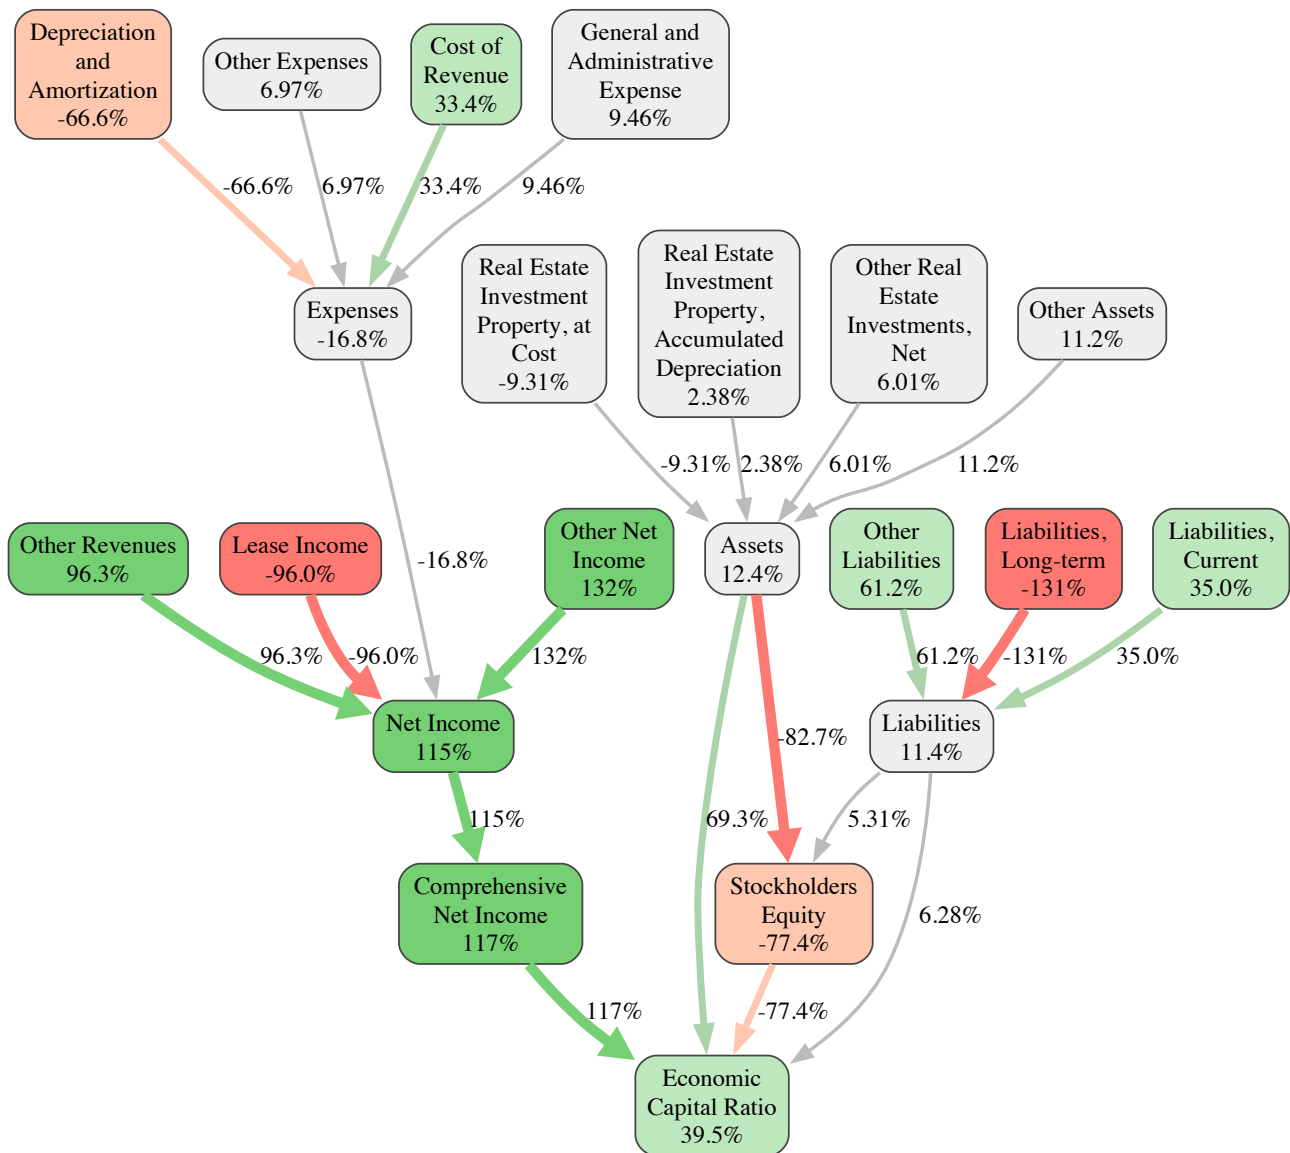 Depreciation
and
Amortization
-66.6%
Other Expenses
6.97%
Cost of
Revenue
33.4%
General and
Administrative
Expense
9.46%
-66.6%
6.97%
33.4%
9.46%
Expenses
-16.8%
Real Estate
Investment
Property, at
Cost
-9.31%
Real Estate
Investment
Property,
Accumulated
Depreciation
2.38%
Other Real
Estate
Investments,
Net
6.01%
Other Assets
11.2%
-9.31%
2.38%
6.01%
11.2%
Other Revenues
96.3%
Lease Income
-96.0%
-16.8%
Other Net
Income
132%
Assets
12.4%
Other
Liabilities
61.2%
Liabilities,
Long-term
-131%
Liabilities,
Current
35.0%
96.3%
-96.0%
132%
61.2%
-131%
35.0%
Net Income
115%
-82.7%
Liabilities
11.4%
115%
69.3%
5.31%
Comprehensive
Net Income
117%
Stockholders
Equity
-77.4%
6.28%
117%
-77.4%
Economic
Capital Ratio
39.5%